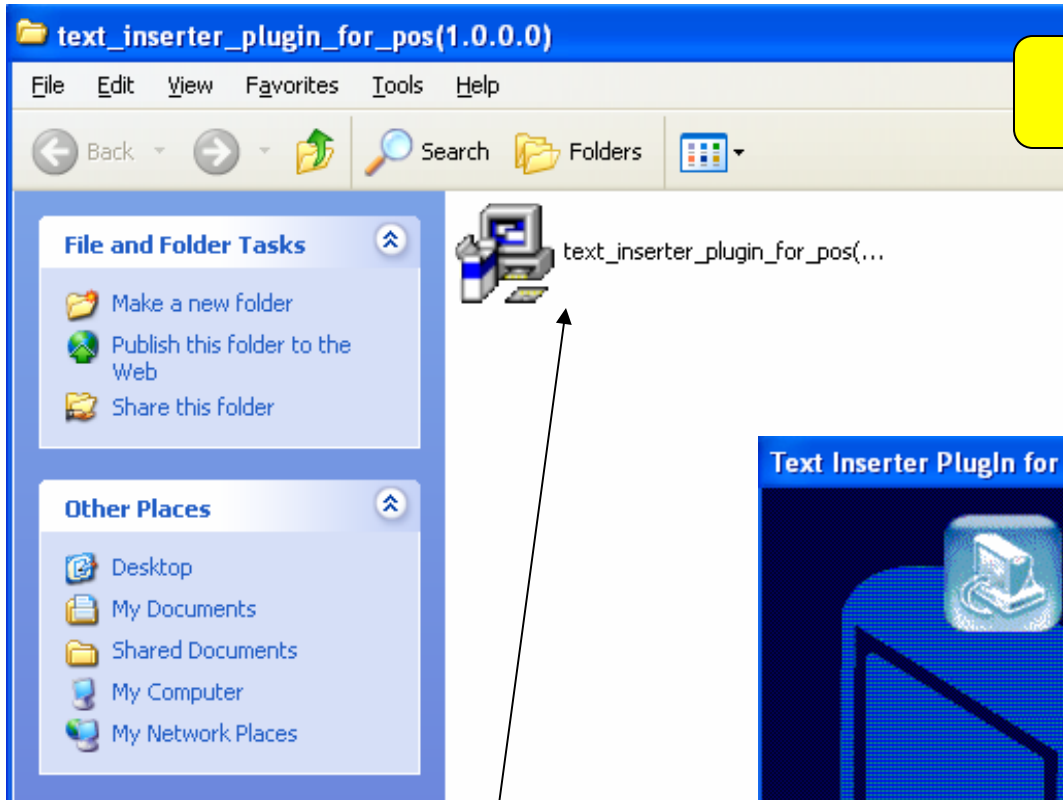 text_inserter_plugin_for_pos(1.0.0.0)
File Edit View Favorites Tools Help
Back Search Folders
File and Folder Tasks
Make a new folder
Publish this folder to the
Web
Share this folder
Other Places
Desktop
My Documents
Shared Documents
My Computer
My Network Places
text_inserter_plugin_for_pos(...
Text Inserter PlugIn for